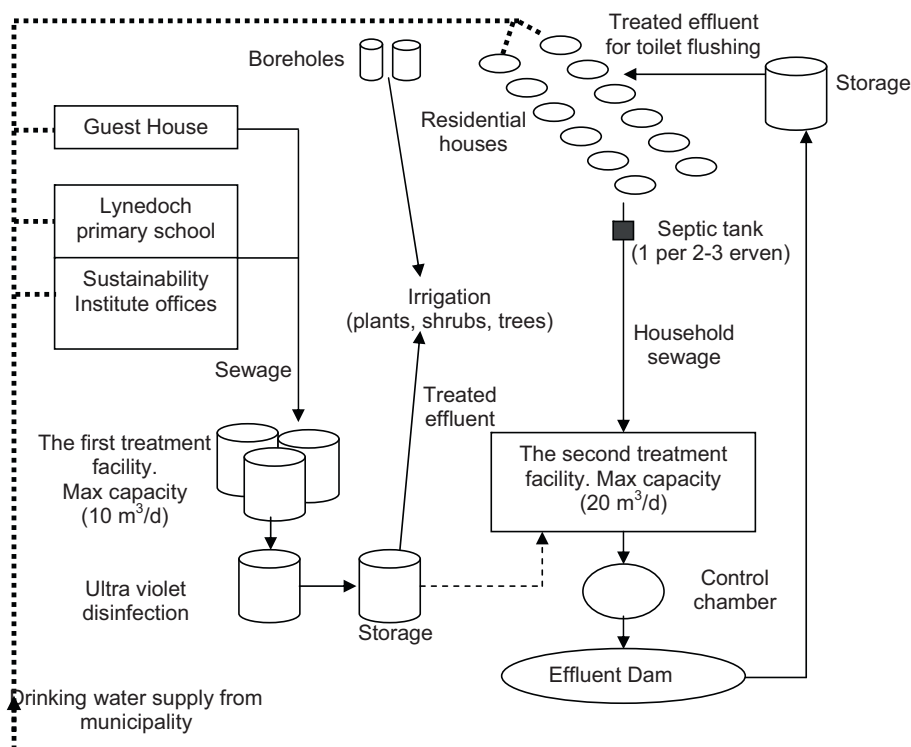 Treated effluent
for toilet flushing
Boreholes
Storage
Guest House
Residential
houses
Lynedoch
primary school
Septic tank
(1 per 2-3 erven)
Sustainability
Institute offices
Irrigation
(plants, shrubs, trees)
Household
sewage
Sewage
Treated
effluent
The first treatment
facility.
Max capacity
(10 m³/d)
The second treatment
facility. Max capacity
(20 m³/d)
Ultra violet
disinfection
Control
chamber
Storage
Effluent Dam
Drinking water supply from
municipality